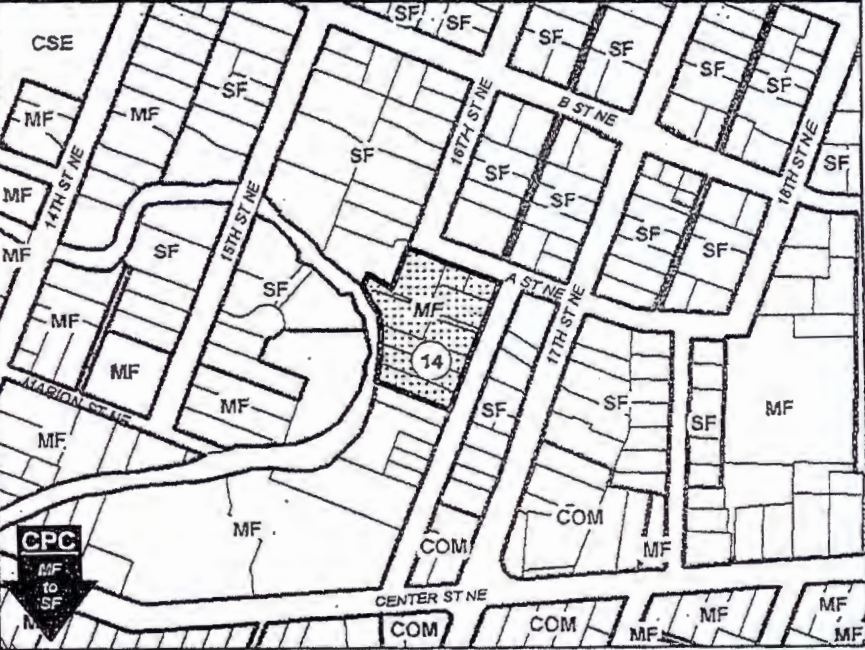 SF
SF
CSE
SF
SF
SF
SF
SF
MF
MF
14TH ST NE
15TH ST NE
16TH ST NE
B ST NE
18TH ST NE
SF
SF
SF
SF
SF
SF
MF
MF
SF
SF
A ST NE
17TH ST NE
MF
14
MF
MF
MF
SF
SF
SF
MF
MARION ST NE
MF
MF
COM
COM
MF
CPC
MF
to
SF
CENTER ST NE
COM
COM
MF
MF
MF
MF